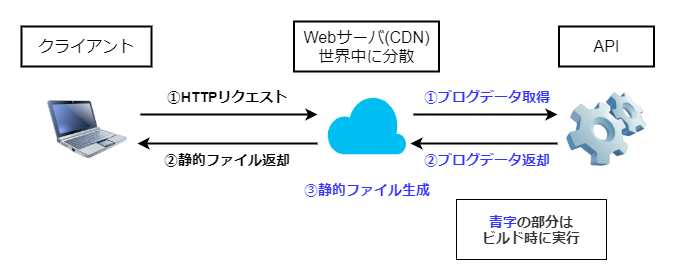 クライアント
Webサーバ(CDN)
世界中に分散
API
①HTTPリクエスト
①ブログデータ取得
②静的ファイル返却
②ブログデータ返却
③静的ファイル生成
青字の部分は
ビルド時に実行